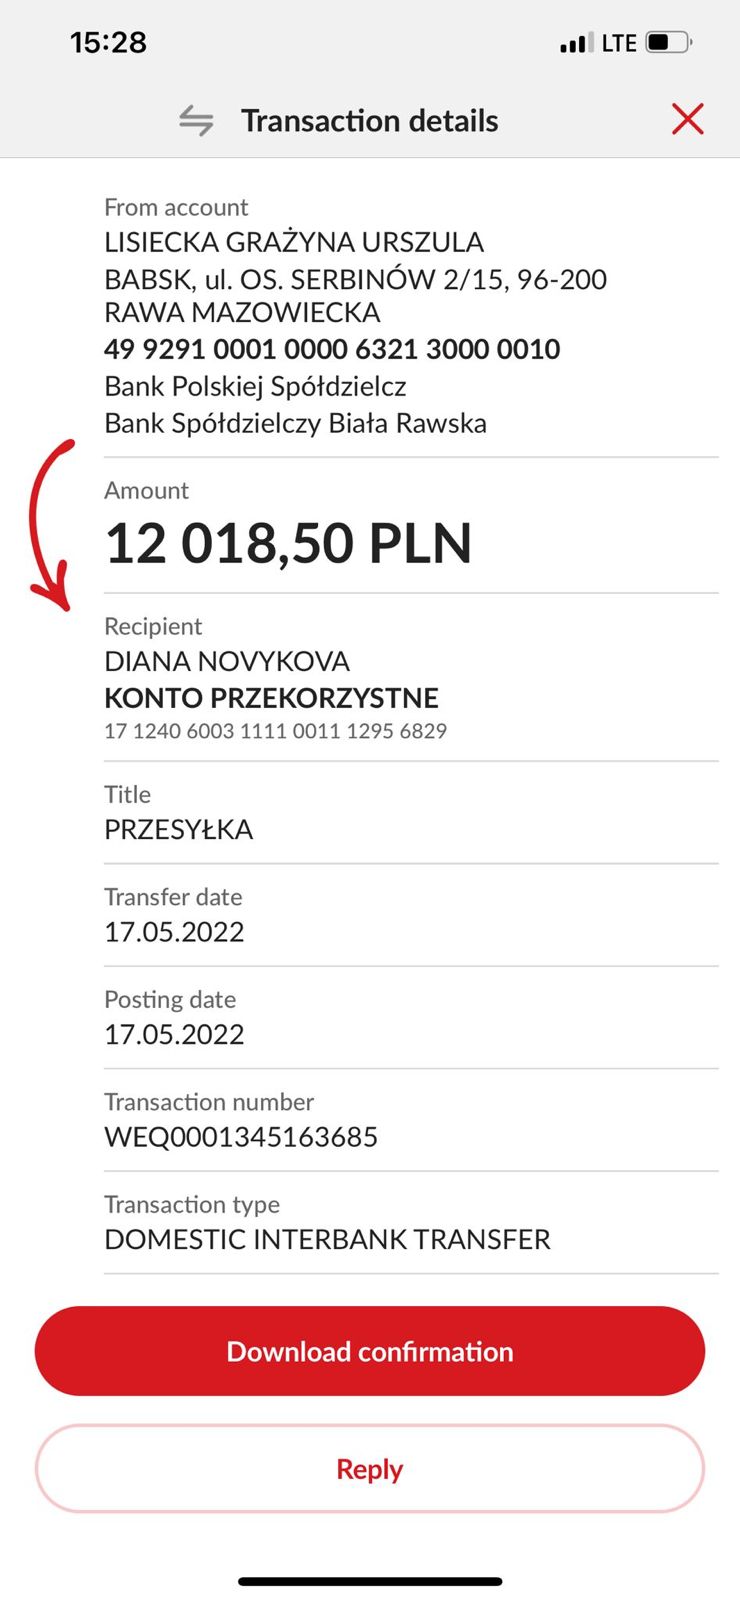 15:28
LTE
Transaction details
From account
LISIECKA GRAŻYNA URSZULA
BABSK, ul. OS. SERBINÓW 2/15, 96-200
RAWA MAZOWIECKA
49 9291 0001 0000 6321 3000 0010
Bank Polskiej Spółdzielcz
Bank Spółdzielczy Biała Rawska
Amount
12 018,50 PLN
Recipient
DIANA NOVYKOVA
KONTO PRZEKORZYSTNE
17 1240 6003 1111 0011 1295 6829
Title
PRZESYŁKA
Transfer date
17.05.2022
Posting date
17.05.2022
Transaction number
WEQ0001345163685
Transaction type
DOMESTIC INTERBANK TRANSFER
Download confirmation
Reply